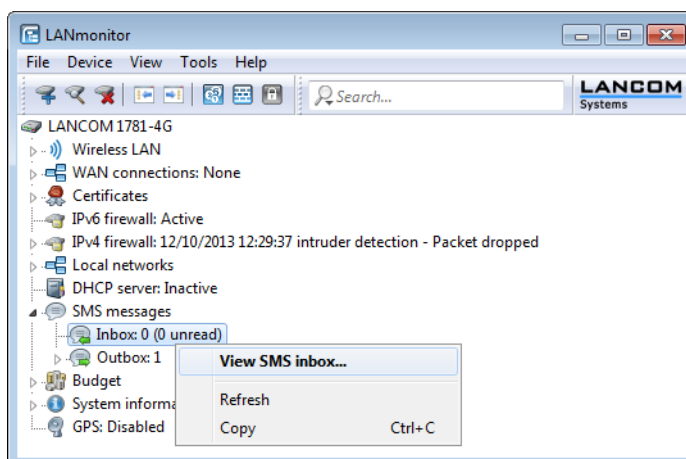 LANmonitor
File Device View Tools Help
Search...
LANCOM
Systems
LANCOM 1781-4G
Wireless LAN
WAN connections: None
Certificates
IPv6 firewall: Active
IPv4 firewall: 12/10/2013 12:29:37 intruder detection - Packet dropped
Local networks
DHCP server: Inactive
SMS messages
Inbox: 0 (0 unread)
Outbox: 1
View SMS inbox...
Budget
System informa
Refresh
GPS: Disabled
Copy Ctrl+C